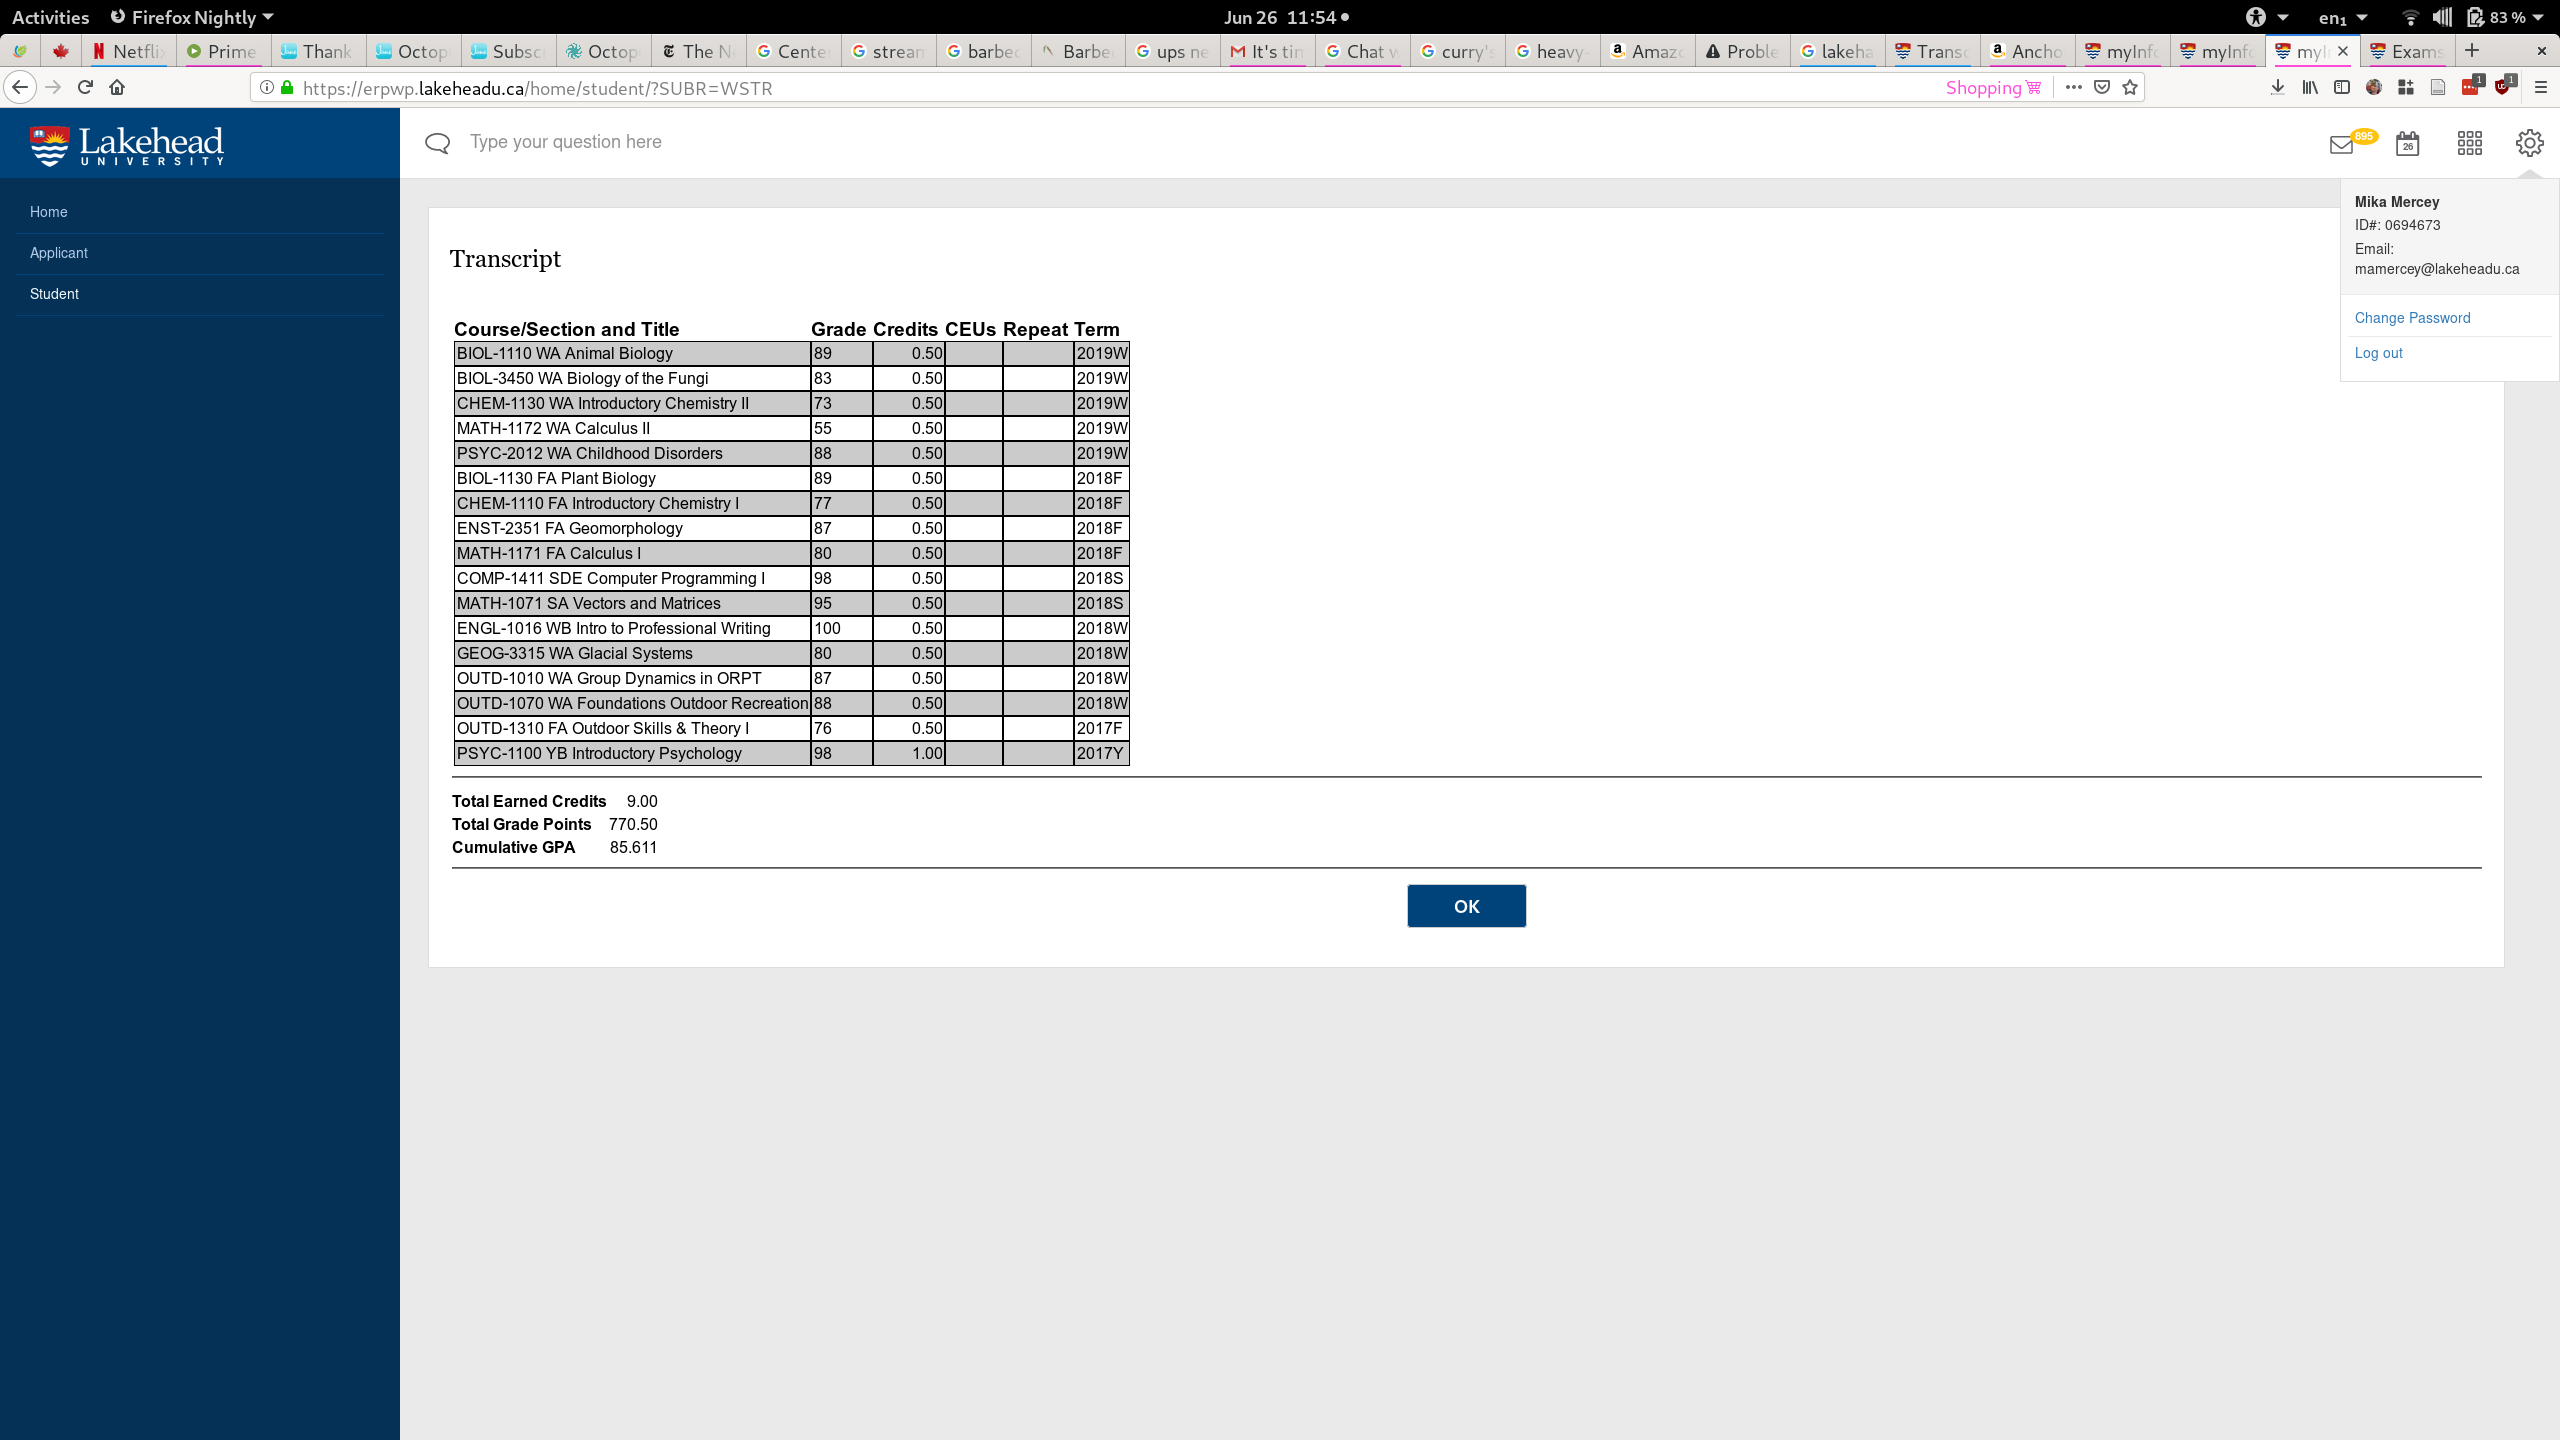 Activities Firefox Nightly Jun 26 11:54 en₁ 83 %
Netfli Prime Thank Octop Subsc Octop The N Cente stream barbec Barbe ups ne It's tim Chat w curry's heavy- Amazo Proble lakeha Transc Ancho myInfo myInfo myIn Exams
https://erpwp.lakeheadu.ca/home/student/?SUBR=WSTR Shopping 1 1
Lakehead
UNIVERSITY
Type your question here
895
26
Home
Applicant
Student
Mika Mercey
ID#: 0694673
Email:
mamercey@lakeheadu.ca
Change Password
Log out
Transcript
Course/Section and Title Grade Credits CEUs Repeat Term
BIOL-1110 WA Animal Biology 89 0.50 2019W
BIOL-3450 WA Biology of the Fungi 83 0.50 2019W
CHEM-1130 WA Introductory Chemistry II 73 0.50 2019W
MATH-1172 WA Calculus II 55 0.50 2019W
PSYC-2012 WA Childhood Disorders 88 0.50 2019W
BIOL-1130 FA Plant Biology 89 0.50 2018F
CHEM-1110 FA Introductory Chemistry I 77 0.50 2018F
ENST-2351 FA Geomorphology 87 0.50 2018F
MATH-1171 FA Calculus I 80 0.50 2018F
COMP-1411 SDE Computer Programming I 98 0.50 2018S
MATH-1071 SA Vectors and Matrices 95 0.50 2018S
ENGL-1016 WB Intro to Professional Writing 100 0.50 2018W
GEOG-3315 WA Glacial Systems 80 0.50 2018W
OUTD-1010 WA Group Dynamics in ORPT 87 0.50 2018W
OUTD-1070 WA Foundations Outdoor Recreation 88 0.50 2018W
OUTD-1310 FA Outdoor Skills & Theory I 76 0.50 2017F
PSYC-1100 YB Introductory Psychology 98 1.00 2017Y
Total Earned Credits 9.00
Total Grade Points 770.50
Cumulative GPA 85.611
OK